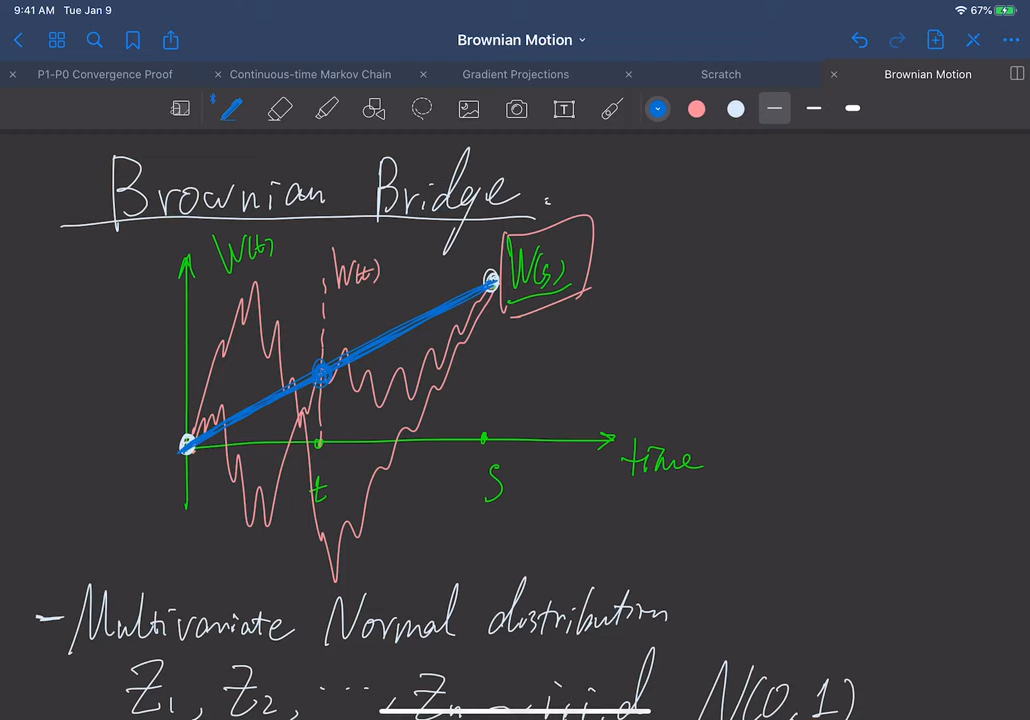 9:41 AM Tue Jan 9
67%
Brownian Motion
P1-P0 Convergence Proof
Continuous-time Markov Chain
Gradient Projections
Scratch
Brownian Motion
T
Brownian Bridge.
W(t)
W(t)
W(s)
t
S
time
- Multivariate Normal distribution
Z1, Z2, ..., Zn ~ i.i.d N(0,1)